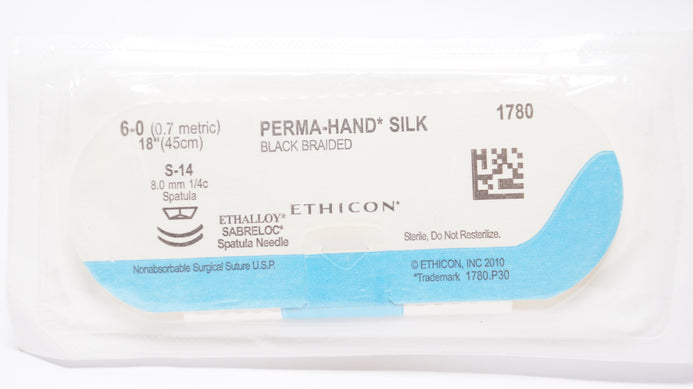 6-0 (0.7 metric)
18"(45cm)
S-14
8.0 mm 1/4c
Spatula
ETHALLOY*
SABRELOC*
Spatula Needle
PERMA-HAND* SILK
BLACK BRAIDED
1780
ETHICON*
Sterile, Do Not Resterilize.
Nonabsorbable Surgical Suture U.S.P.
© ETHICON, INC 2010
*Trademark 1780.P30